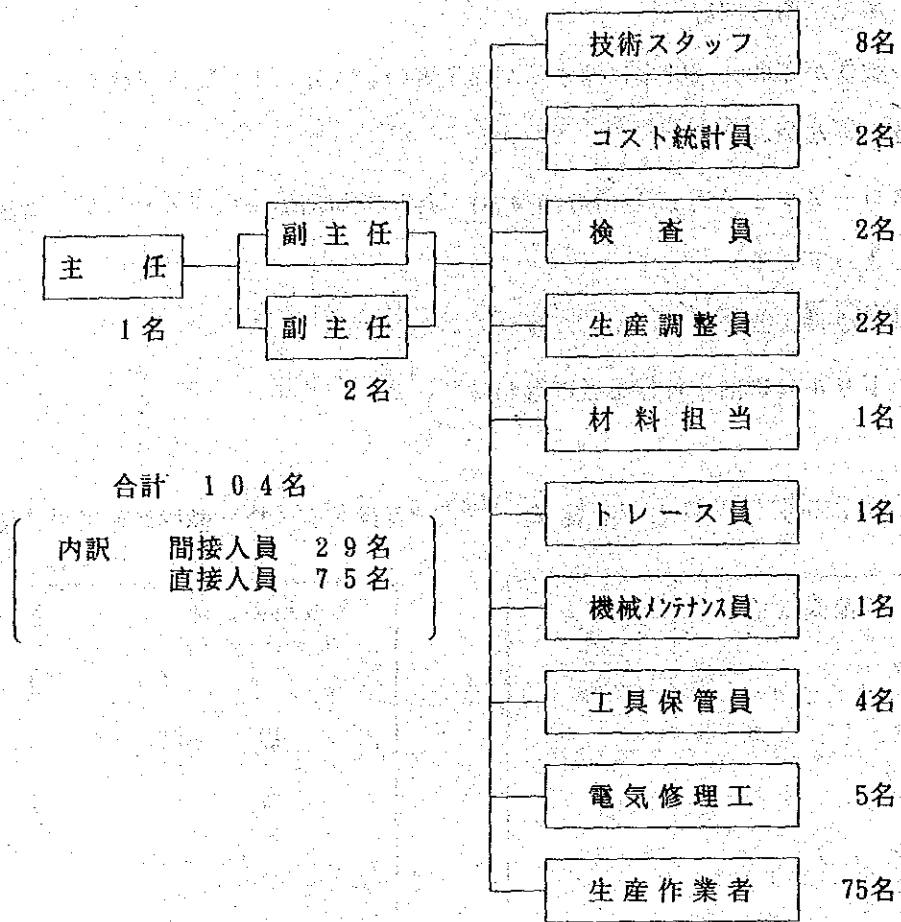 技術スタッフ 8名
コスト統計員 2名
検査員 2名
生産調整員 2名
材料担当 1名
トレース員 1名
機械メンテナンス員 1名
工具保管員 4名
電気修理工 5名
生産作業者 75名
主任
1名
副主任
副主任
2名
合計 104名
内訳 間接人員 29名
直接人員 75名